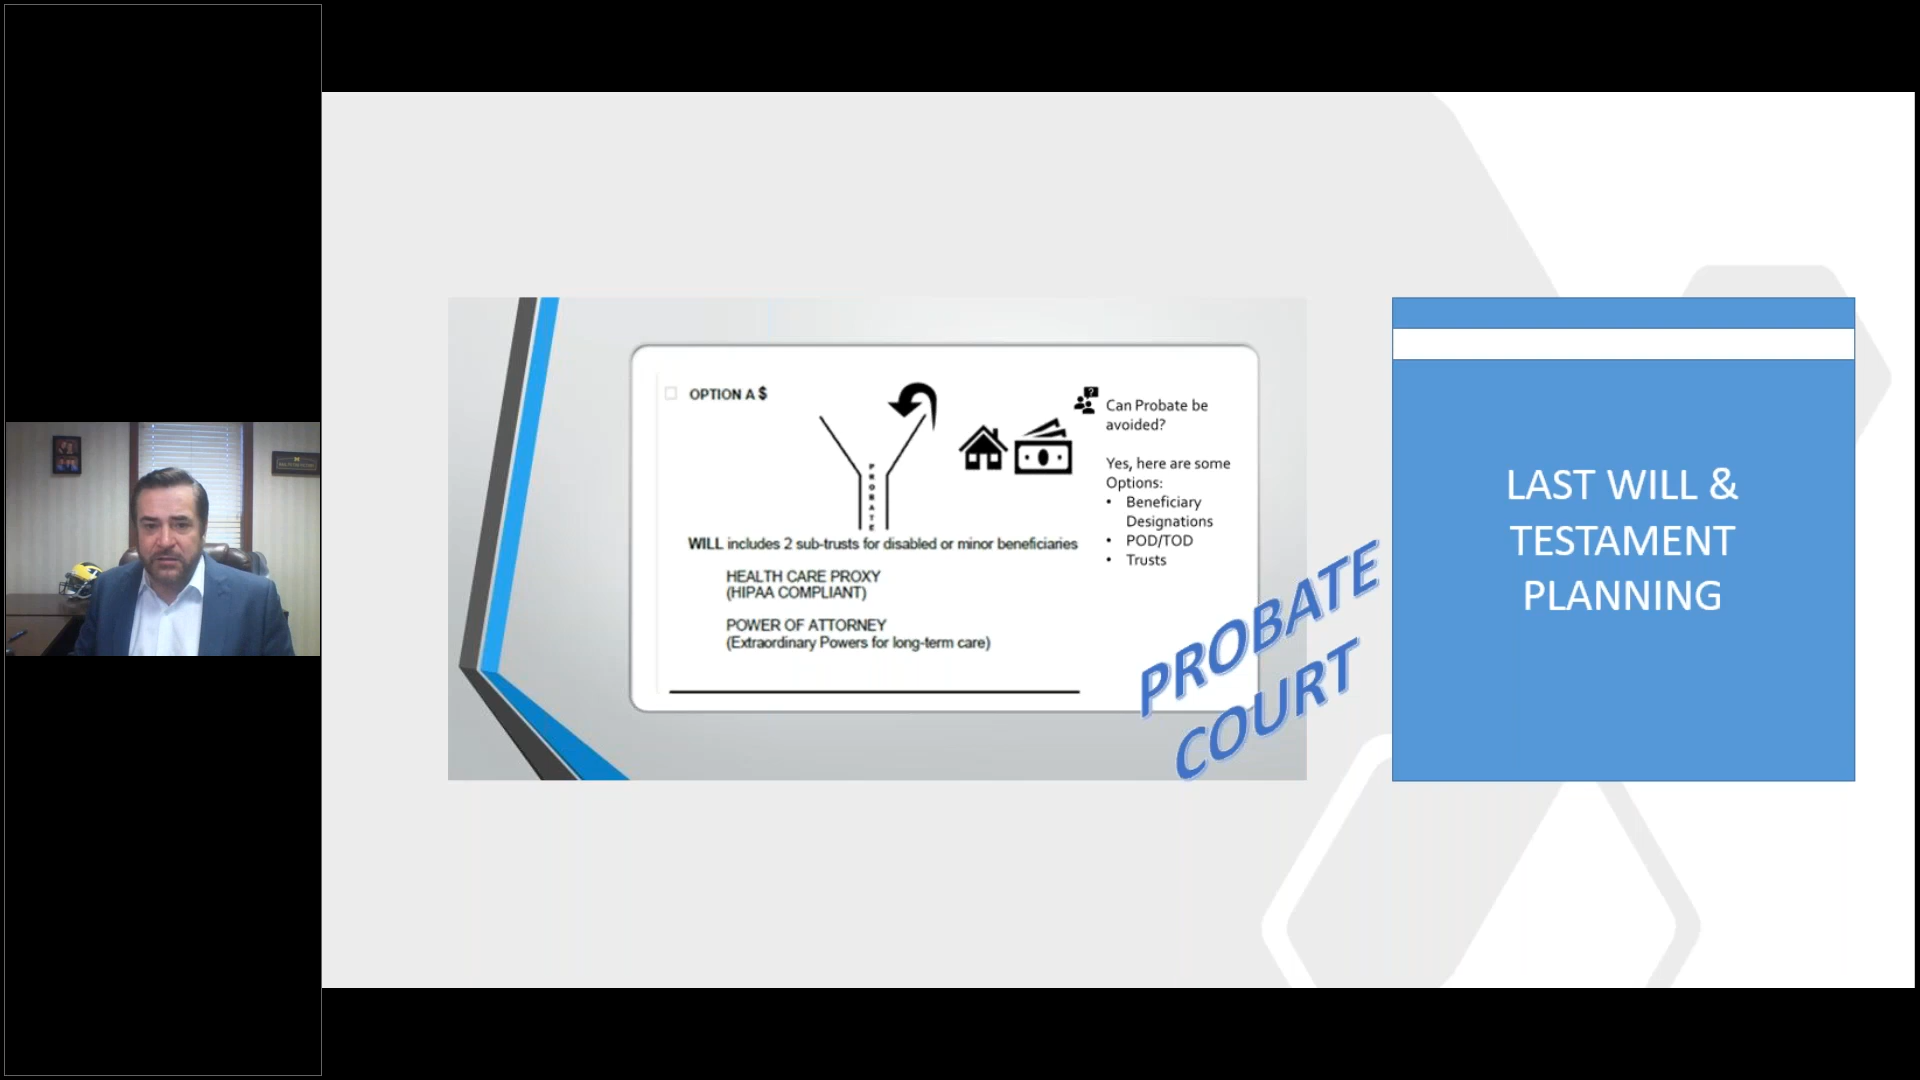 OPTION A $
PROBATE
WILL includes 2 sub-trusts for disabled or minor beneficiaries
HEALTH CARE PROXY
(HIPAA COMPLIANT)
POWER OF ATTORNEY
(Extraordinary Powers for long-term care)
?
Can Probate be
avoided?
Yes, here are some
Options:
• Beneficiary
Designations
• POD/TOD
• Trusts
PROBATE
COURT
LAST WILL &
TESTAMENT
PLANNING